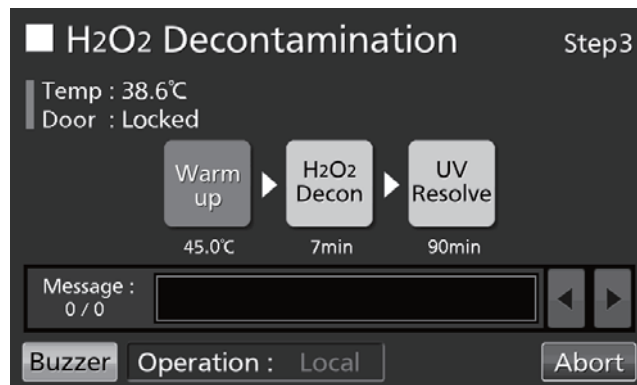 H2O2 Decontamination Step3
Temp : 38.6℃
Door : Locked
Warm up
H2O2 Decon
UV Resolve
45.0℃ 7min 90min
Message :
0 / 0
Buzzer Operation : Local Abort